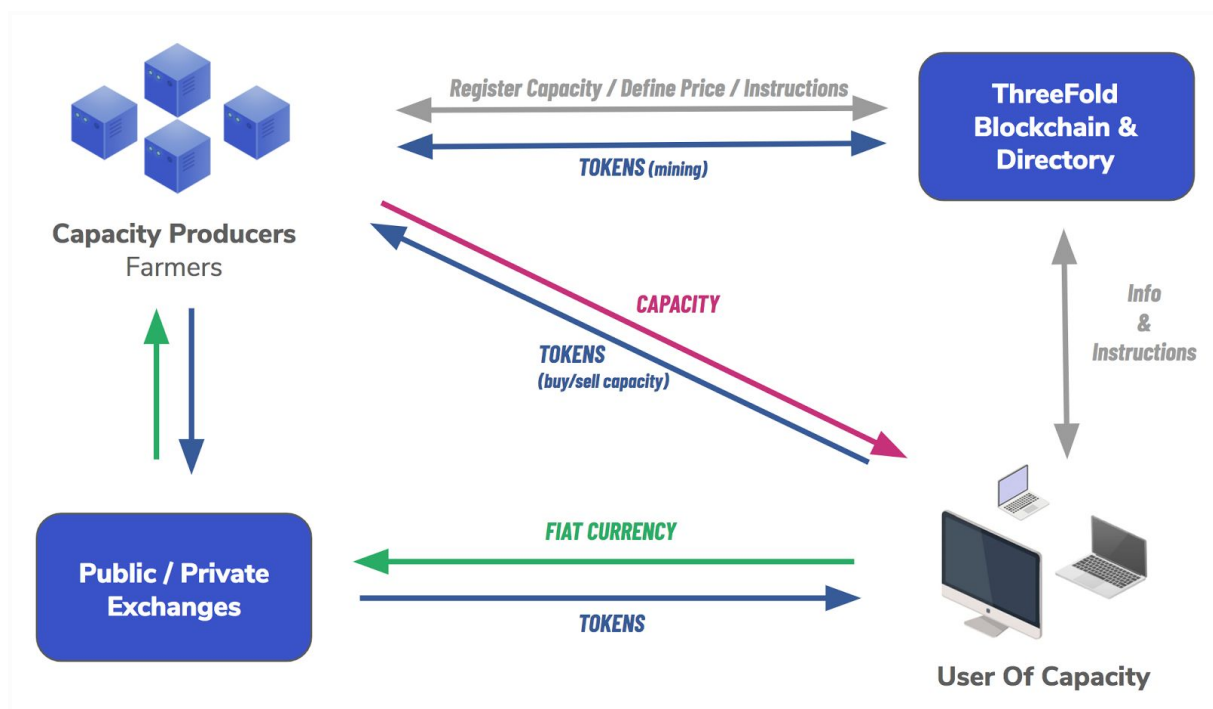 Register Capacity / Define Price / Instructions
TOKENS (mining)
ThreeFold
Blockchain &
Directory
Capacity Producers
Farmers
CAPACITY
TOKENS
(buy/sell capacity)
Info
&
Instructions
Public / Private
Exchanges
FIAT CURRENCY
TOKENS
User Of Capacity